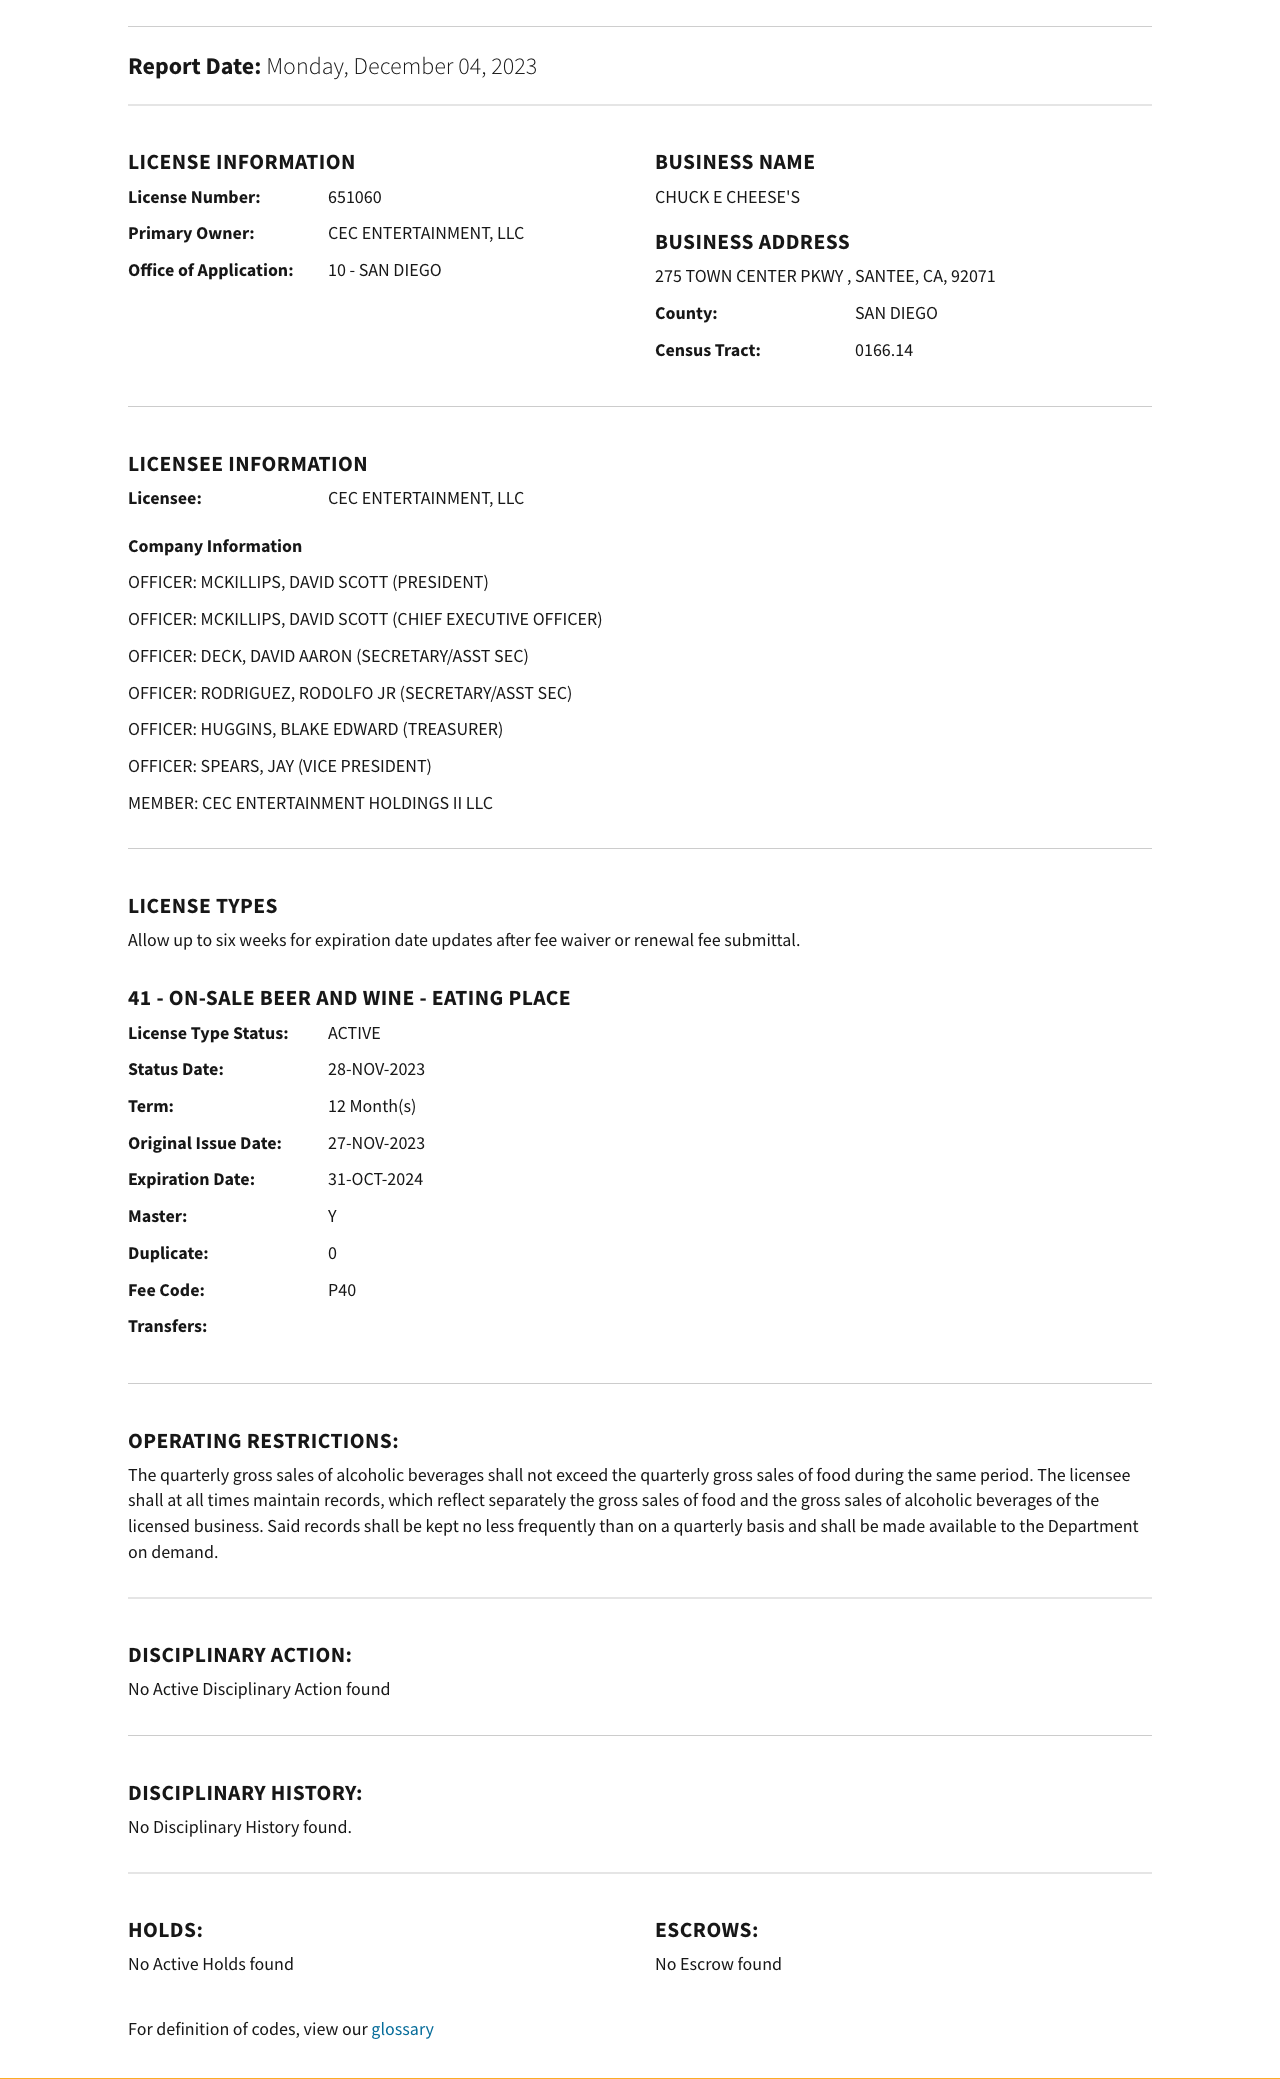 Report Date: Monday, December 04, 2023
LICENSE INFORMATION
License Number: 651060
Primary Owner: CEC ENTERTAINMENT, LLC
Office of Application: 10 - SAN DIEGO
BUSINESS NAME
CHUCK E CHEESE'S
BUSINESS ADDRESS
275 TOWN CENTER PKWY , SANTEE, CA, 92071
County: SAN DIEGO
Census Tract: 0166.14
LICENSEE INFORMATION
Licensee: CEC ENTERTAINMENT, LLC
Company Information
OFFICER: MCKILLIPS, DAVID SCOTT (PRESIDENT)
OFFICER: MCKILLIPS, DAVID SCOTT (CHIEF EXECUTIVE OFFICER)
OFFICER: DECK, DAVID AARON (SECRETARY/ASST SEC)
OFFICER: RODRIGUEZ, RODOLFO JR (SECRETARY/ASST SEC)
OFFICER: HUGGINS, BLAKE EDWARD (TREASURER)
OFFICER: SPEARS, JAY (VICE PRESIDENT)
MEMBER: CEC ENTERTAINMENT HOLDINGS II LLC
LICENSE TYPES
Allow up to six weeks for expiration date updates after fee waiver or renewal fee submittal.
41 - ON-SALE BEER AND WINE - EATING PLACE
License Type Status: ACTIVE
Status Date: 28-NOV-2023
Term: 12 Month(s)
Original Issue Date: 27-NOV-2023
Expiration Date: 31-OCT-2024
Master: Y
Duplicate: 0
Fee Code: P40
Transfers:
OPERATING RESTRICTIONS:
The quarterly gross sales of alcoholic beverages shall not exceed the quarterly gross sales of food during the same period. The licensee
shall at all times maintain records, which reflect separately the gross sales of food and the gross sales of alcoholic beverages of the
licensed business. Said records shall be kept no less frequently than on a quarterly basis and shall be made available to the Department
on demand.
DISCIPLINARY ACTION:
No Active Disciplinary Action found
DISCIPLINARY HISTORY:
No Disciplinary History found.
HOLDS:
No Active Holds found
ESCROWS:
No Escrow found
For definition of codes, view our glossary